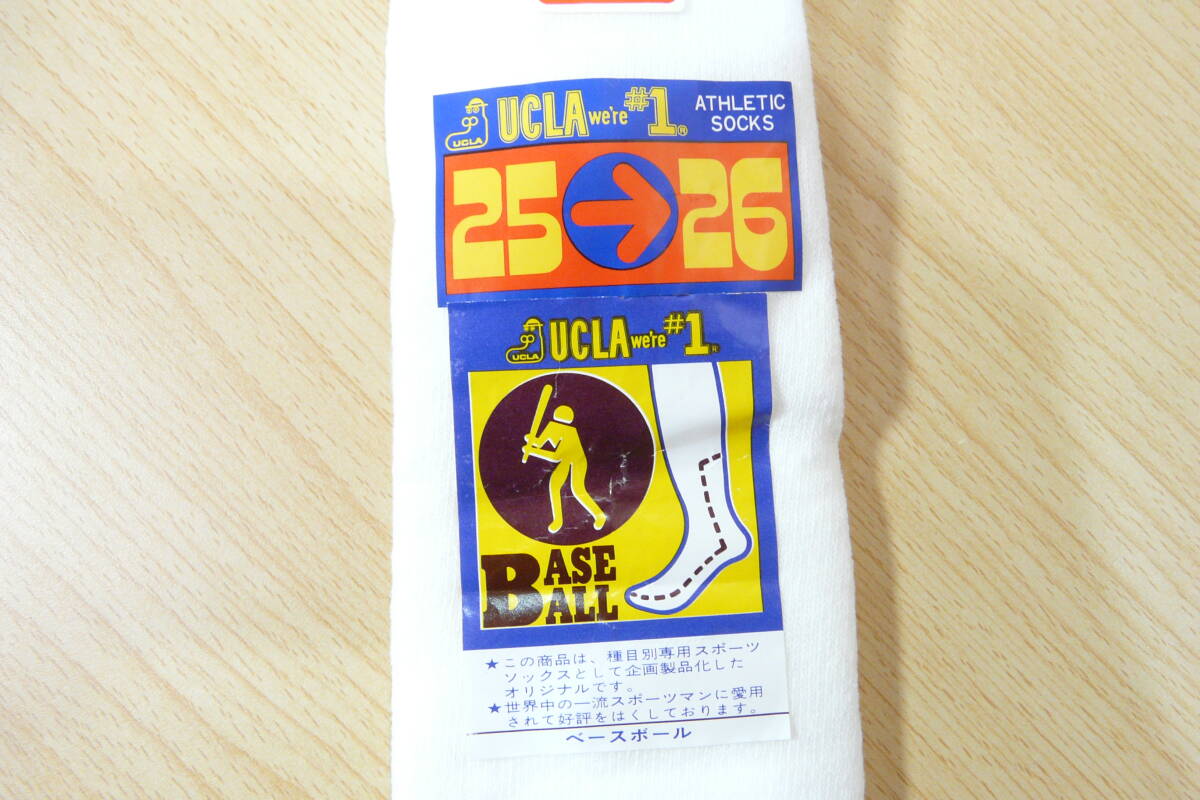 UCLA we're #1® ATHLETIC SOCKS
UCLA
25→26
UCLA we're #1®
UCLA
BASE
BALL
★この商品は、種目別専用スポーツ
ソックスとして企画製品化した
オリジナルです。
★世界中の一流スポーツマンに愛用
されて好評をはくしております。
ベースボール